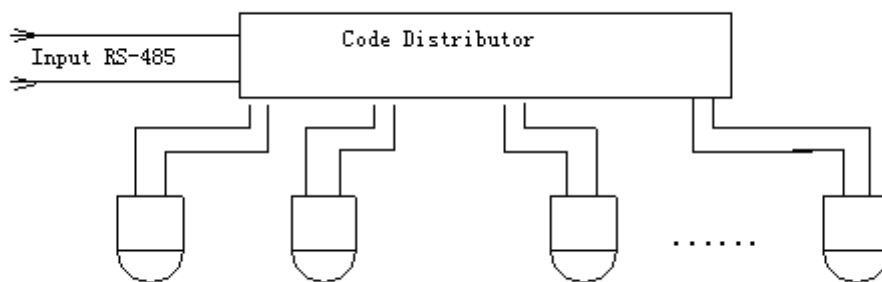 Code Distributor
Input RS-485
......